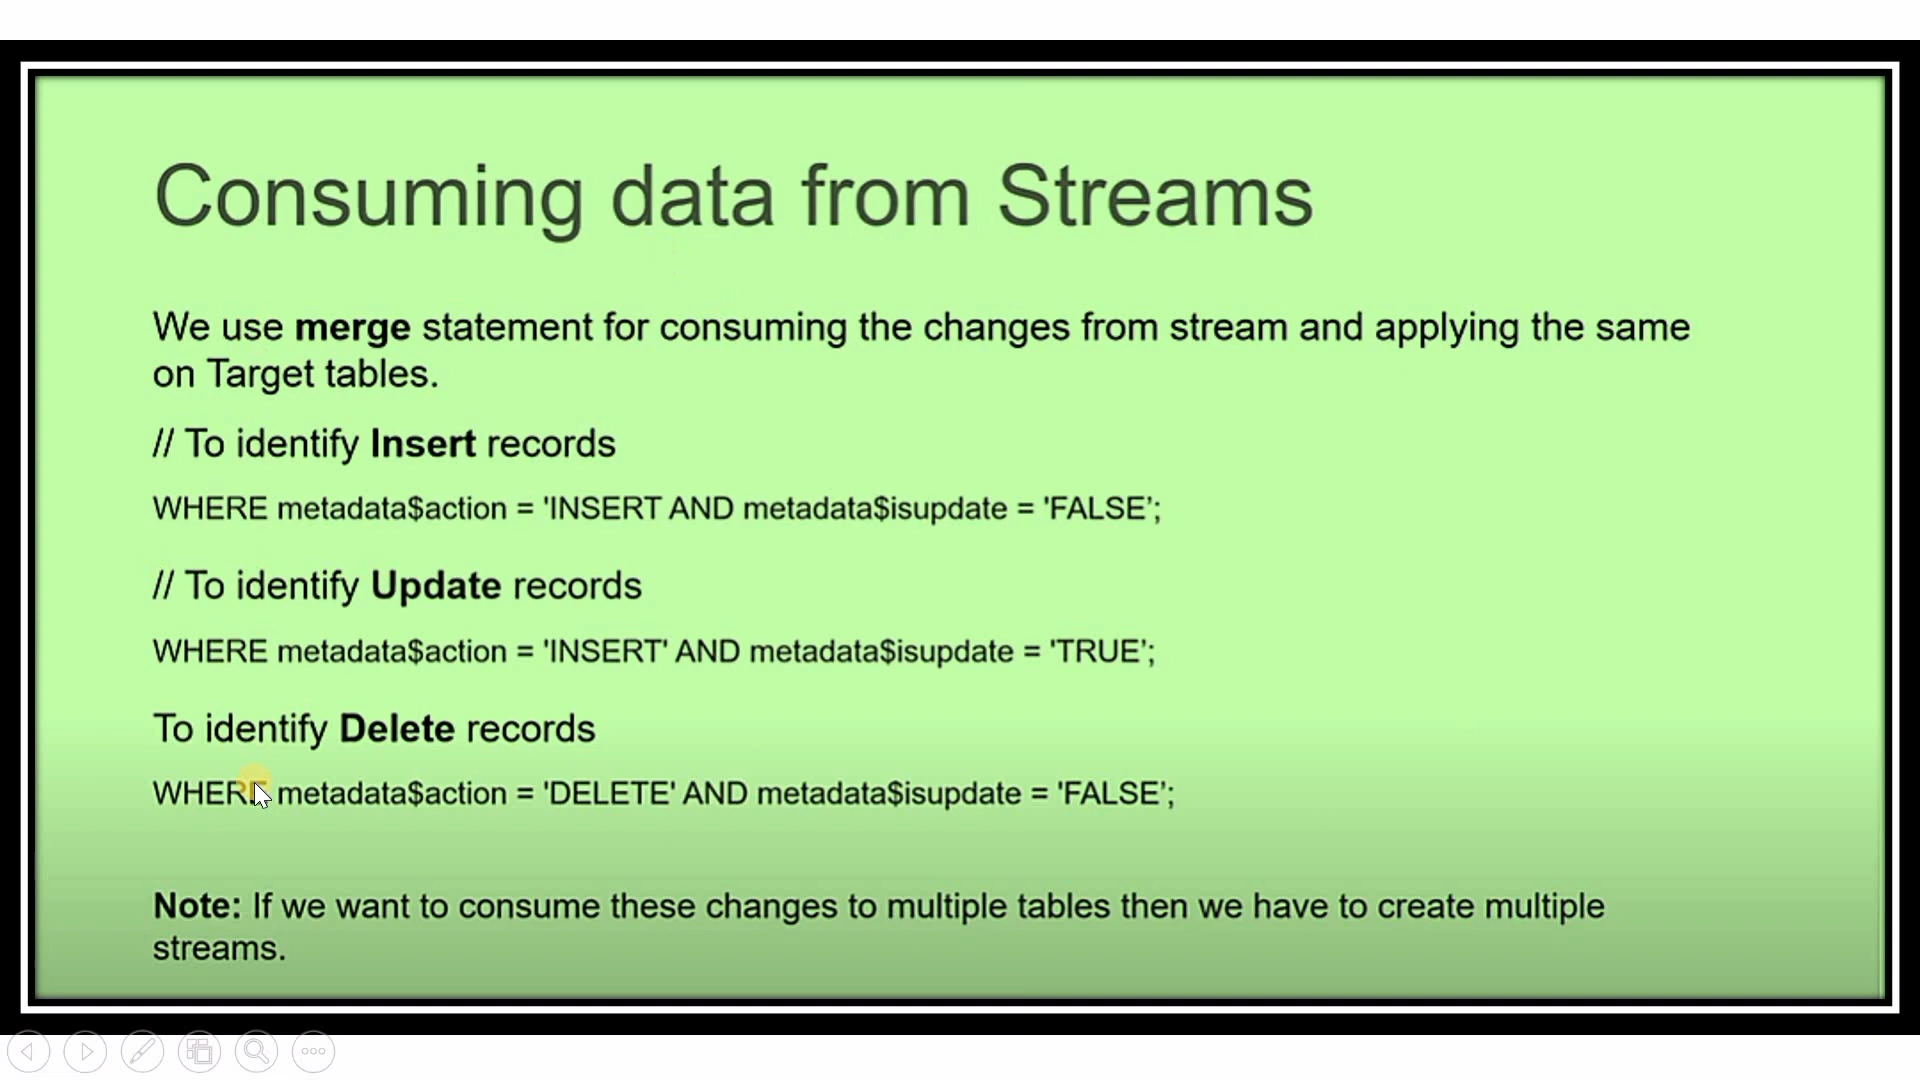 Consuming data from Streams
We use merge statement for consuming the changes from stream and applying the same
on Target tables.
// To identify Insert records
WHERE metadata$action = 'INSERT AND metadata$isupdate = 'FALSE’;
// To identify Update records
WHERE metadata$action = 'INSERT' AND metadata$isupdate = 'TRUE’;
To identify Delete records
WHERE metadata$action = 'DELETE' AND metadata$isupdate = 'FALSE’;
Note: If we want to consume these changes to multiple tables then we have to create multiple
streams.